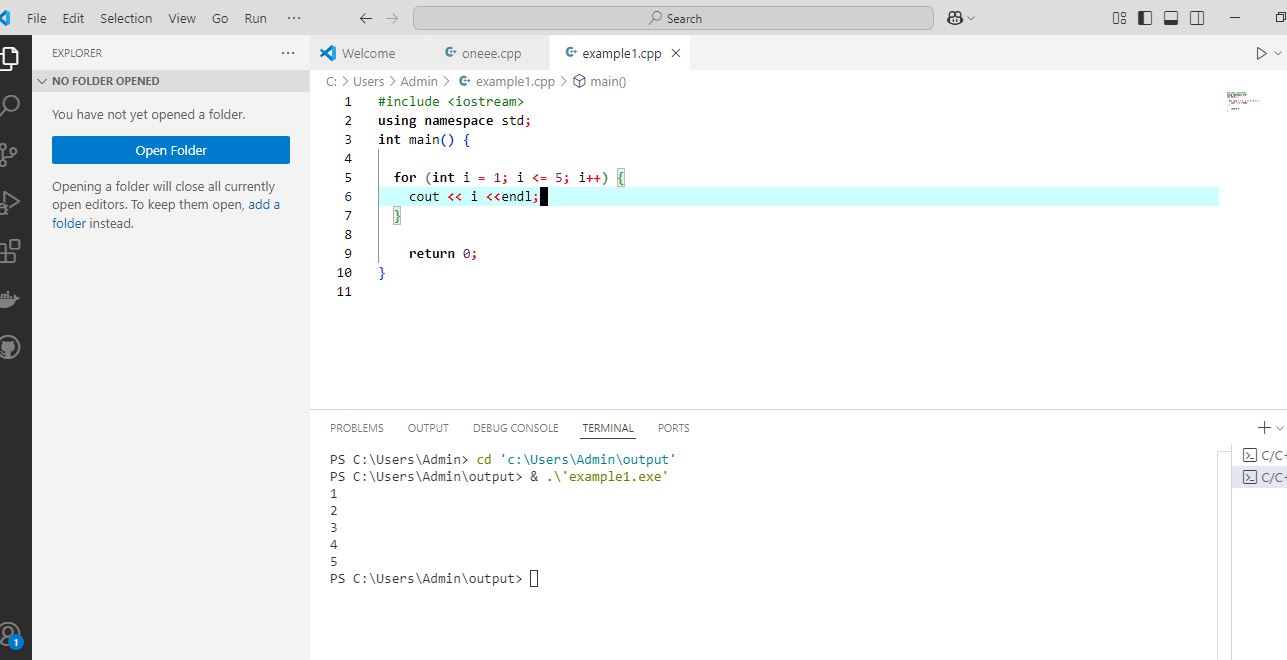 File Edit Selection View Go Run ··· Search
EXPLORER ···
NO FOLDER OPENED
You have not yet opened a folder.
Open Folder
Opening a folder will close all currently
open editors. To keep them open, add a
folder instead.
1
Welcome oneee.cpp example1.cpp
C: > Users > Admin > example1.cpp > main()
1 #include <iostream>
2 using namespace std;
3 int main() {
4
5 for (int i = 1; i <= 5; i++) {
6 cout << i <<endl;
7 }
8
9 return 0;
10 }
11
PROBLEMS OUTPUT DEBUG CONSOLE TERMINAL PORTS
PS C:\Users\Admin> cd 'c:\Users\Admin\output'
PS C:\Users\Admin\output> & .\'example1.exe'
1
2
3
4
5
PS C:\Users\Admin\output>
C/C+
C/C+